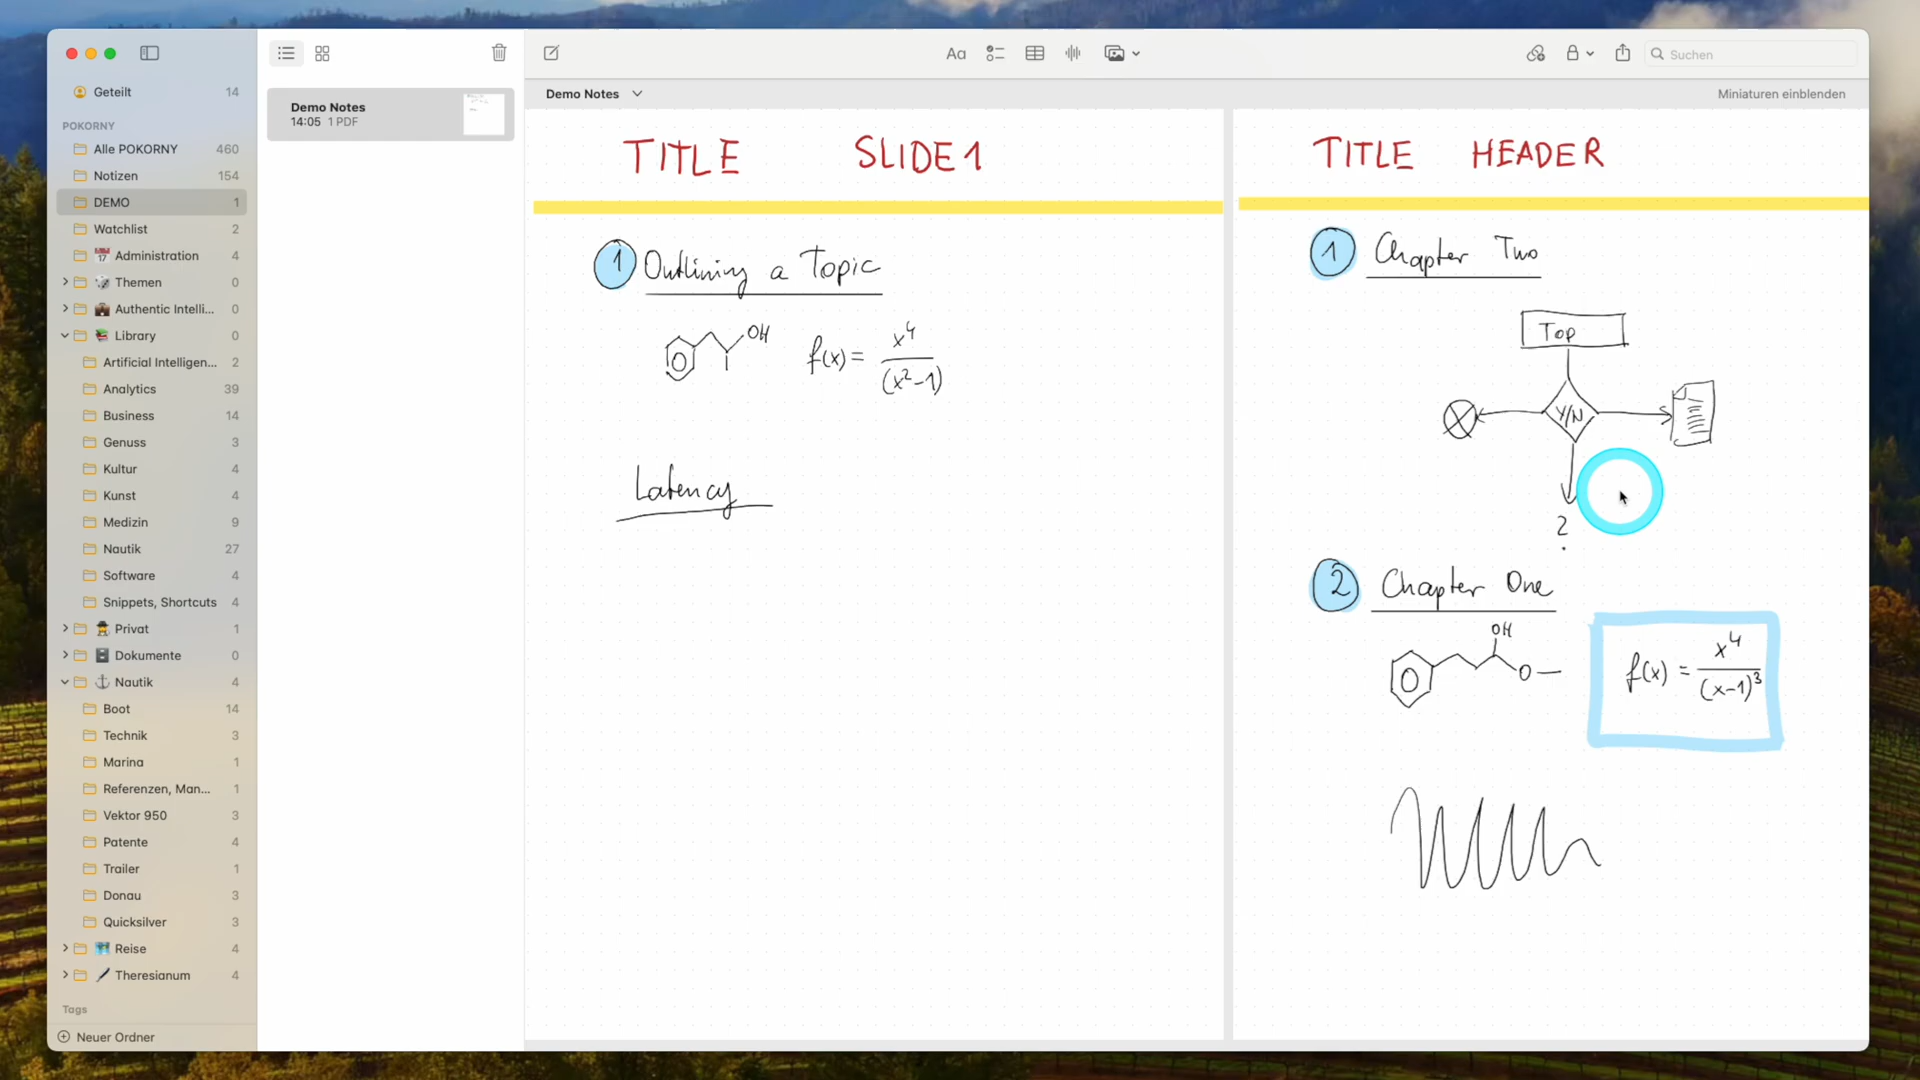 Geteilt 14
POKORNY
Alle POKORNY 460
Notizen 154
DEMO 1
Watchlist 2
Administration 4
Themen 0
Authentic Intelli... 0
Library 0
Artificial Intelligen... 2
Analytics 39
Business 14
Genuss 3
Kultur 4
Kunst 4
Medizin 9
Nautik 27
Software 4
Snippets, Shortcuts 4
Privat 1
Dokumente 0
Nautik 4
Boot 14
Technik 3
Marina 1
Referenzen, Man... 1
Vektor 950 3
Patente 4
Trailer 1
Donau 3
Quicksilver 3
Reise 4
Theresianum 4
Tags
Neuer Ordner
Demo Notes
14:05 1 PDF
Aa
Suchen
Demo Notes
Miniaturen einblenden
TITLE SLIDE1
1 Outlining a Topic
OH
f(x) = x⁴/(x²-1)
Latency
TITLE HEADER
1 Chapter Two
Top
Y/N
?
2 Chapter One
OH
O
f(x) = x⁴/(x-1)³